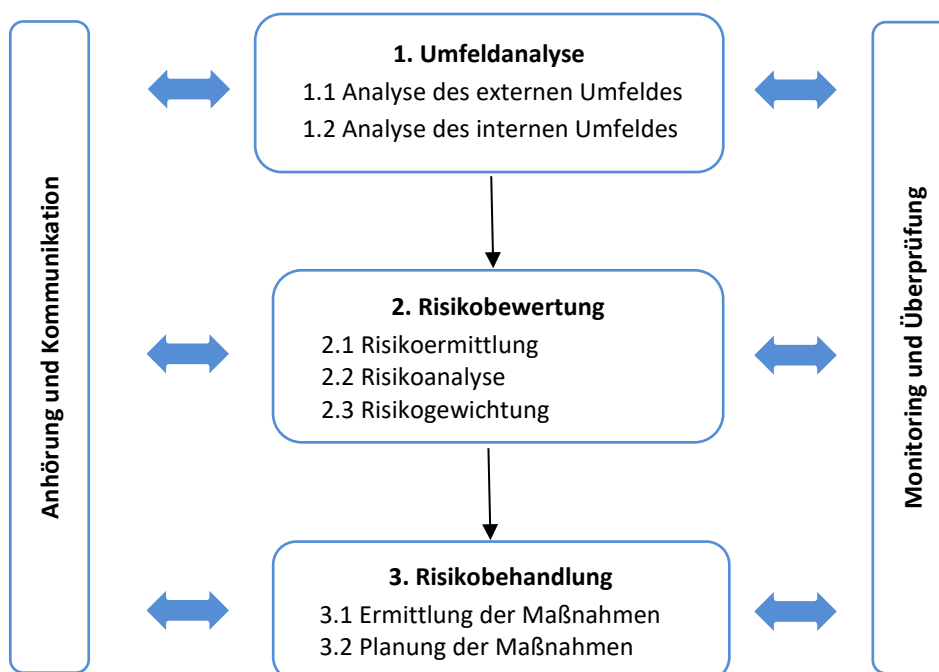 Anhörung und Kommunikation
1. Umfeldanalyse
1.1 Analyse des externen Umfeldes
1.2 Analyse des internen Umfeldes
2. Risikobewertung
2.1 Risikoermittlung
2.2 Risikoanalyse
2.3 Risikogewichtung
3. Risikobehandlung
3.1 Ermittlung der Maßnahmen
3.2 Planung der Maßnahmen
Monitoring und Überprüfung